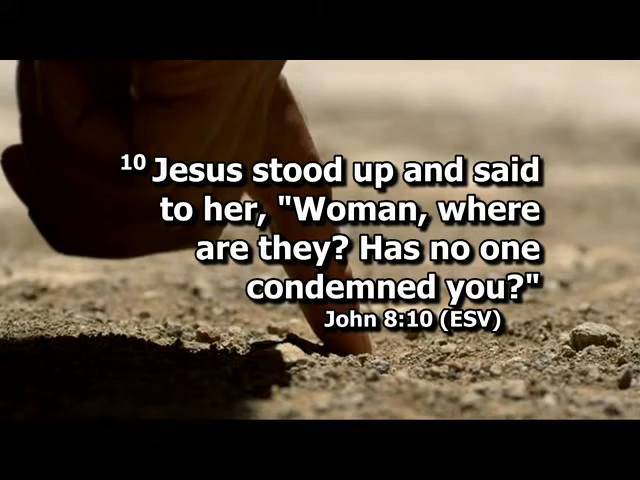 10 Jesus stood up and said
to her, "Woman, where
are they? Has no one
condemned you?"
John 8:10 (ESV)